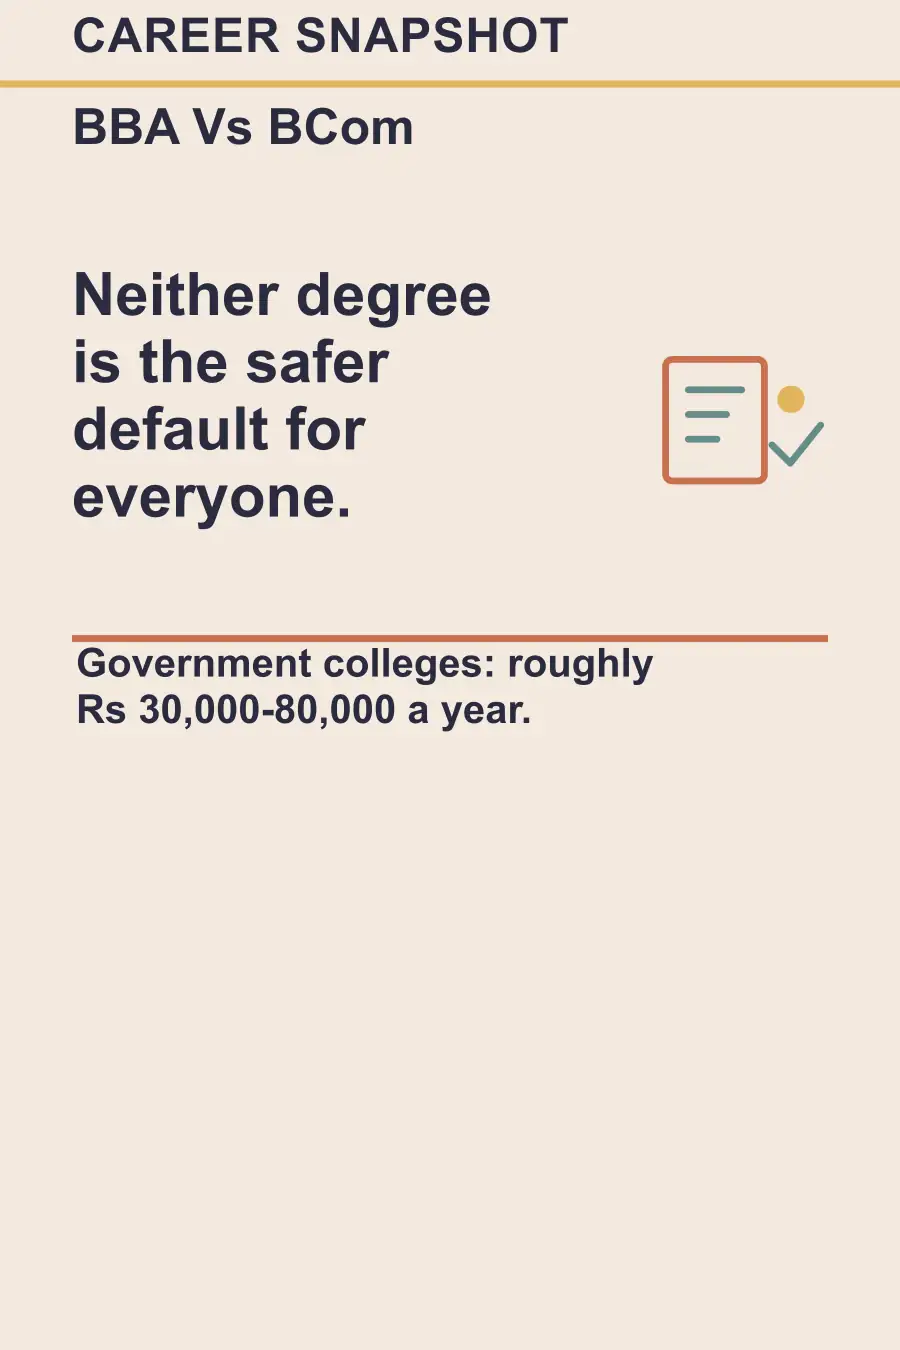 CAREER SNAPSHOT
BBA Vs BCom
Neither degree
is the safer
default for
everyone.
Government colleges: roughly
Rs 30,000-80,000 a year.